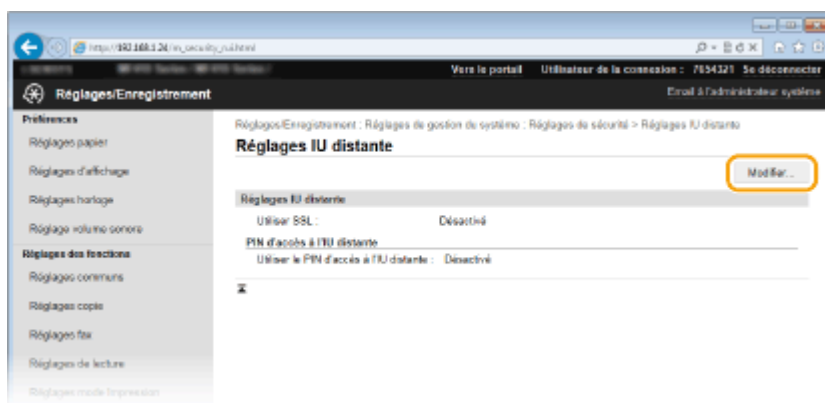 http://192.168.1.24/m_security_rui.html
Vers le portail Utilisateur de la connexion : 7654321 Se déconnecter
Réglages/Enregistrement
Email à l'administrateur système
Préférences
Réglages papier
Réglages d'affichage
Réglages horloge
Réglage volume sonore
Réglages des fonctions
Réglages communs
Réglages copie
Réglages fax
Réglages de lecture
Réglages mode Impression
Réglages/Enregistrement : Réglages de gestion du système : Réglages de sécurité > Réglages IU distante
Réglages IU distante
Modifier...
Réglages IU distante
Utiliser SSL : Désactivé
PIN d'accès à l'IU distante
Utiliser le PIN d'accès à l'IU distante : Désactivé